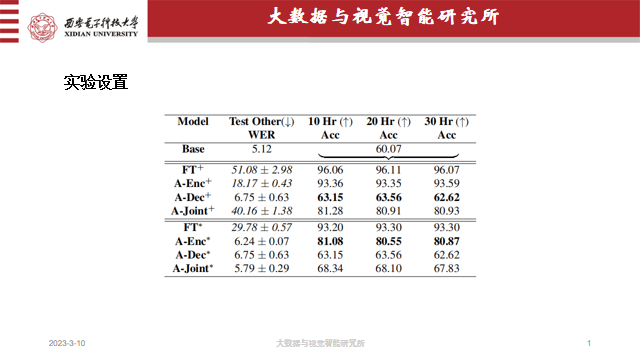 西安电子科技大学
XIDIAN UNIVERSITY
大数据与视觉智能研究所
实验设置
Model Test Other(↓) 10 Hr (↑) 20 Hr (↑) 30 Hr (↑)
WER Acc Acc Acc
Base 5.12 60.07
FT+ 51.08 ± 2.98 96.06 96.11 96.07
A-Enc+ 18.17 ± 0.43 93.36 93.35 93.59
A-Dec+ 6.75 ± 0.63 63.15 63.56 62.62
A-Joint+ 40.16 ± 1.38 81.28 80.91 80.93
FT* 29.78 ± 0.57 93.20 93.30 93.30
A-Enc* 6.24 ± 0.07 81.08 80.55 80.87
A-Dec* 6.75 ± 0.63 63.15 63.56 62.62
A-Joint* 5.79 ± 0.29 68.34 68.10 67.83
2023-3-10 大数据与视觉智能研究所 1